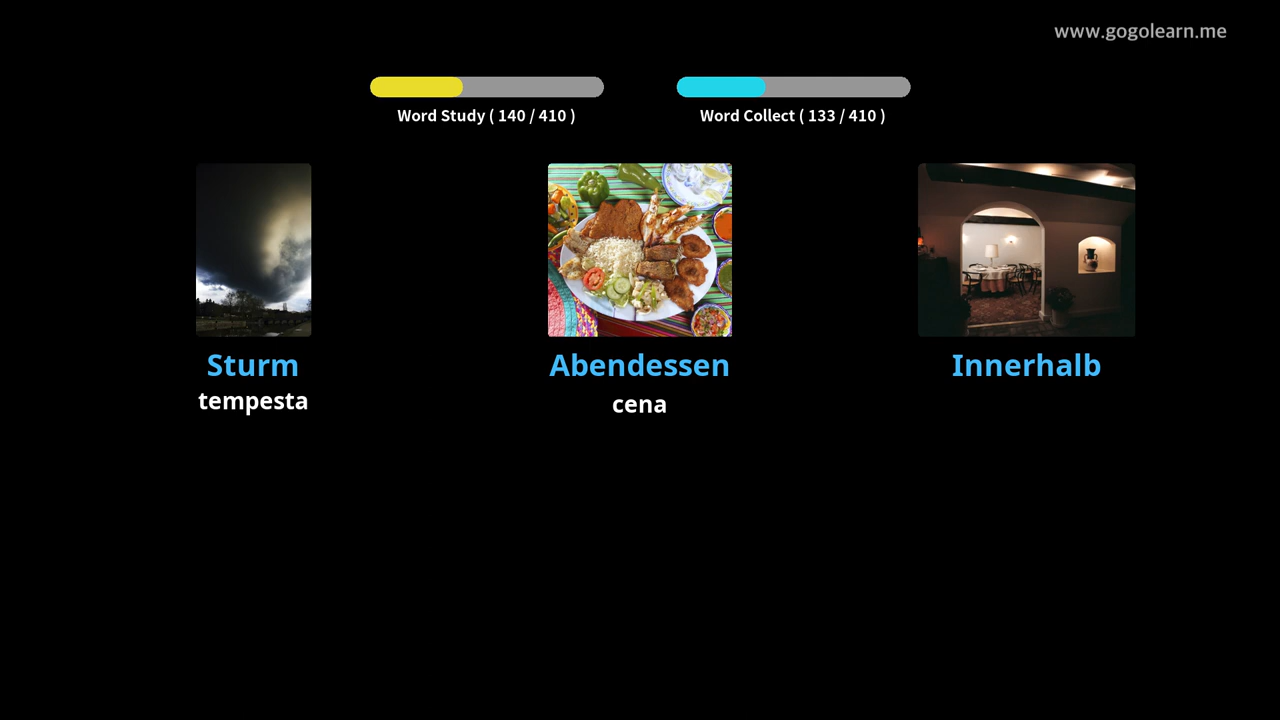 www.gogolearn.me
Word Study ( 140 / 410 )
Word Collect ( 133 / 410 )
Sturm
tempesta
Abendessen
cena
Innerhalb